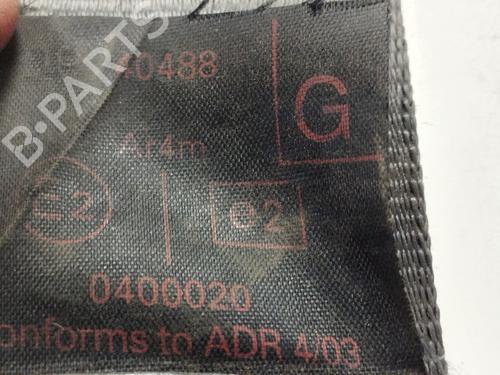 40488
G
Ar4m
E2
e2
0400020
onforms to ADR 4/03
B-PARTS